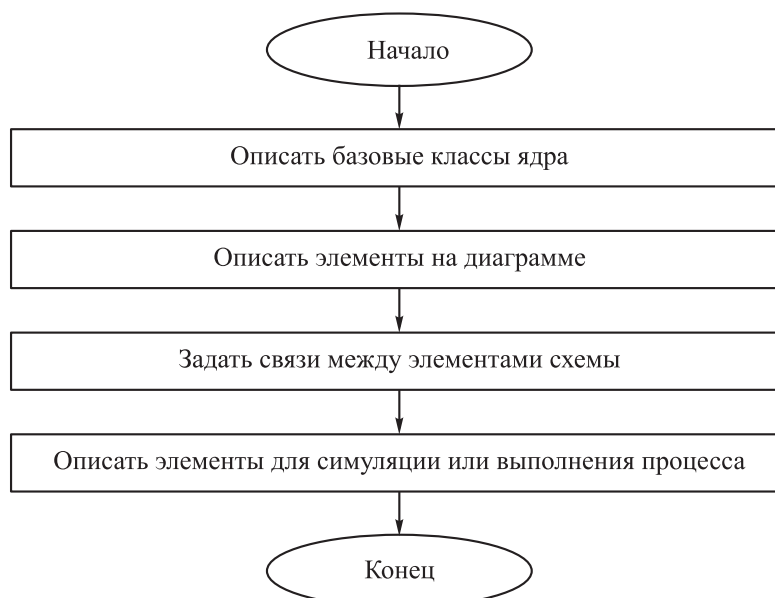 Начало
Описать базовые классы ядра
Описать элементы на диаграмме
Задать связи между элементами схемы
Описать элементы для симуляции или выполнения процесса
Конец